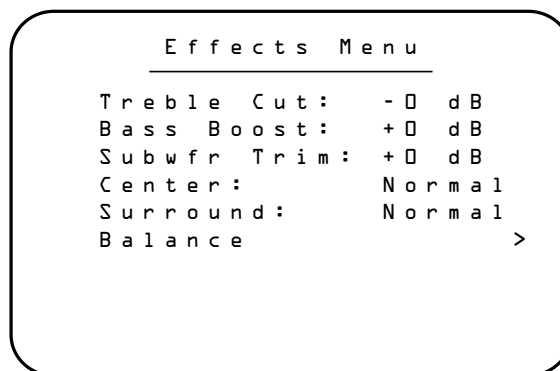 Effects Menu
Treble Cut: -0 dB
Bass Boost: +0 dB
Subwfr Trim: +0 dB
Center: Normal
Surround: Normal
Balance >